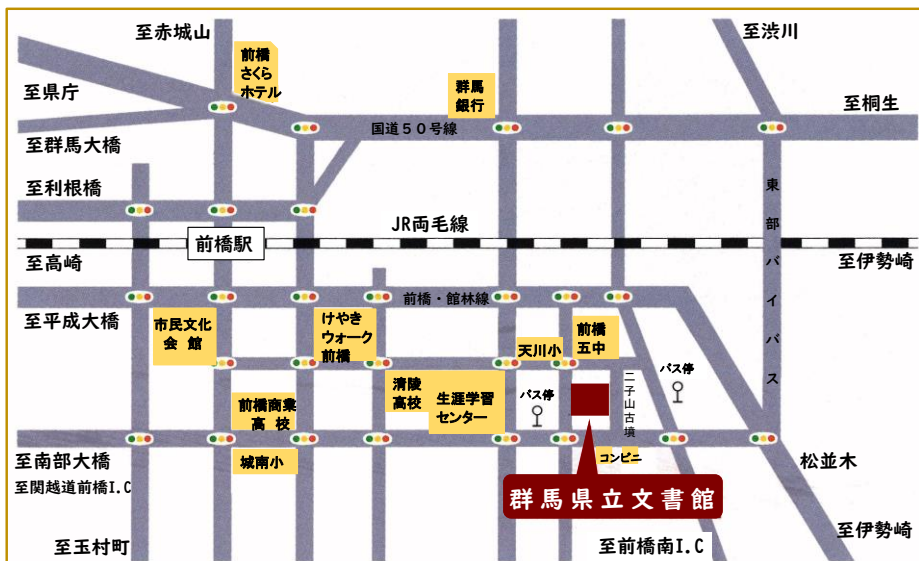 至赤城山
至渋川
前橋
さくら
ホテル
群馬
銀行
至県庁
至桐生
国道50号線
至群馬大橋
至利根橋
東部バイパス
JR両毛線
前橋駅
至高崎
至伊勢崎
前橋・館林線
至平成大橋
市民文化
会館
けやき
ウォーク
前橋
天川小
前橋
五中
バス停
清陵
高校
生涯学習
センター
バス停
二子山古墳
前橋商業
高校
城南小
コンビニ
至南部大橋
至関越道前橋I.C
松並木
群馬県立文書館
至玉村町
至前橋南I.C
至伊勢崎